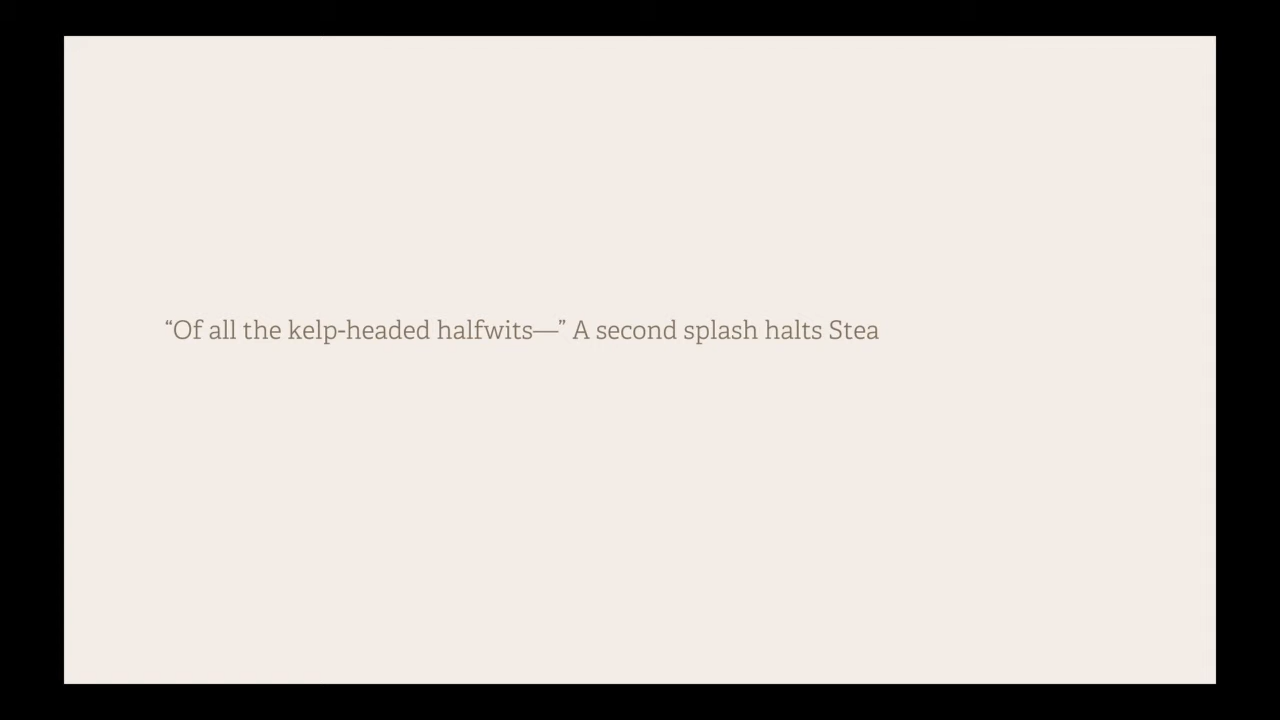 “Of all the kelp-headed halfwits—” A second splash halts Stea